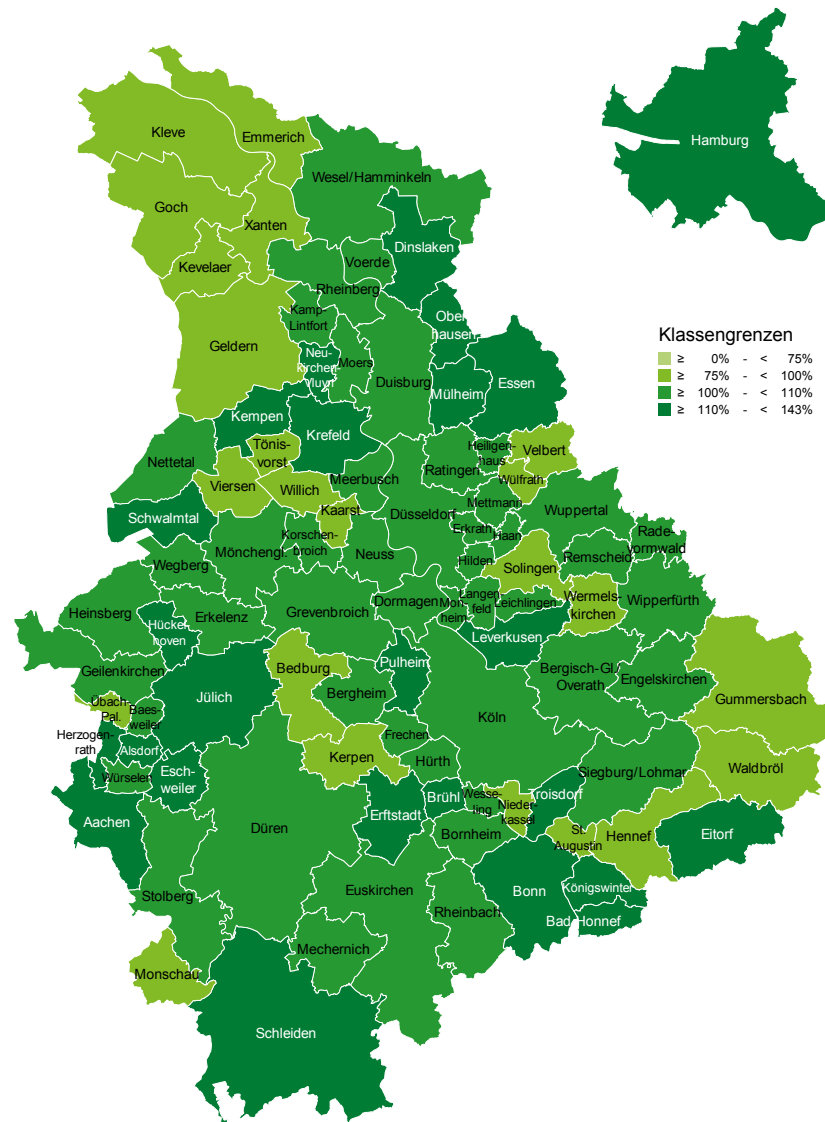 Hamburg
Kleve
Emmerich
Wesel/Hamminkeln
Goch
Xanten
Dinslaken
Kevelaer
Voerde
Rheinberg
Kamp-
Lintfort
Ober
hausen
Geldern
Neu-
kirchen-
Vluyn
Moers
Duisburg
Mülheim
Essen
Klassengrenzen
≥ 0% - < 75%
≥ 75% - < 100%
≥ 100% - < 110%
≥ 110% - < 143%
Kempen
Krefeld
Tönis-
vorst
Nettetal
Viersen
Willich
Meerbusch
Ratingen
Heiligen-
haus
Velbert
Wülfrath
Schwalmtal
Kaarst
Düsseldorf
Mettmann
Wuppertal
Mönchengl.
Korschen-
broich
Neuss
Erkrath
Haan
Rade-
vormwald
Wegberg
Hilden
Solingen
Remscheid
Heinsberg
Erkelenz
Grevenbroich
Dormagen
Mon-
heim
Langen-
feld
Leichlingen
Wermels-
kirchen
Wipperfürth
Hückel-
hoven
Leverkusen
Geilenkirchen
Jülich
Bedburg
Bergheim
Pulheim
Bergisch-Gl./
Overath
Engelskirchen
Gummersbach
Übach-
Pal.
Baes-
weiler
Köln
Herzogen-
rath
Alsdorf
Frechen
Kerpen
Hürth
Würselen
Esch-
weiler
Siegburg/Lohmar
Waldbröl
Aachen
Düren
Erftstadt
Brühl
Wesse-
ling
Nieder-
kassel
Troisdorf
Bornheim
St.
Augustin
Hennef
Eitorf
Stolberg
Euskirchen
Rheinbach
Bonn
Königswinter
Bad Honnef
Mechernich
Monschau
Schleiden